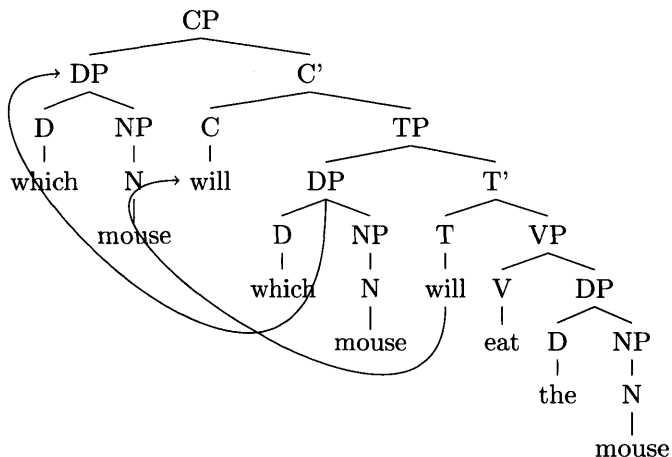 CP
DP C'
D NP C TP
which N will DP T'
mouse D NP T VP
which N will V DP
mouse eat D NP
the N
mouse